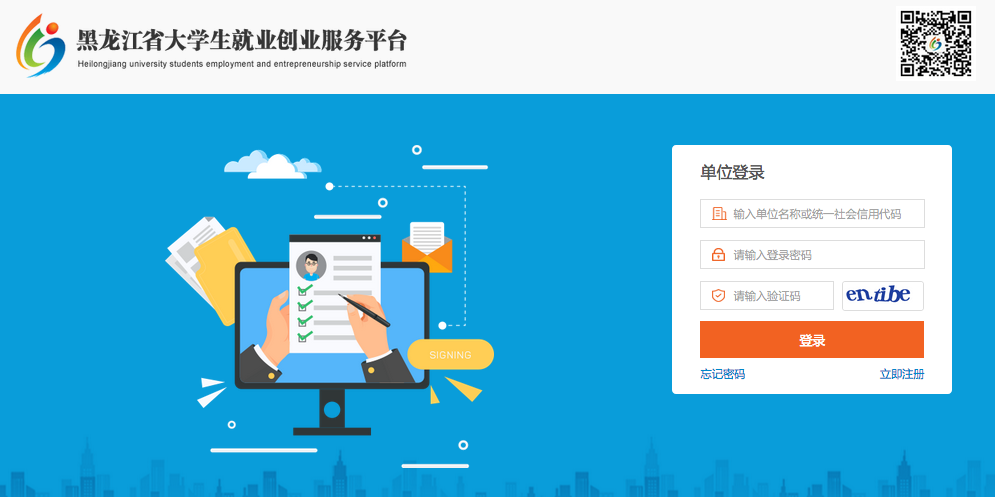 黑龙江省大学生就业创业服务平台
Heilongjiang university students employment and entrepreneurship service platform
单位登录
输入单位名称或统一社会信用代码
请输入登录密码
请输入验证码
en.tibe
登录
忘记密码
立即注册
SIGNING